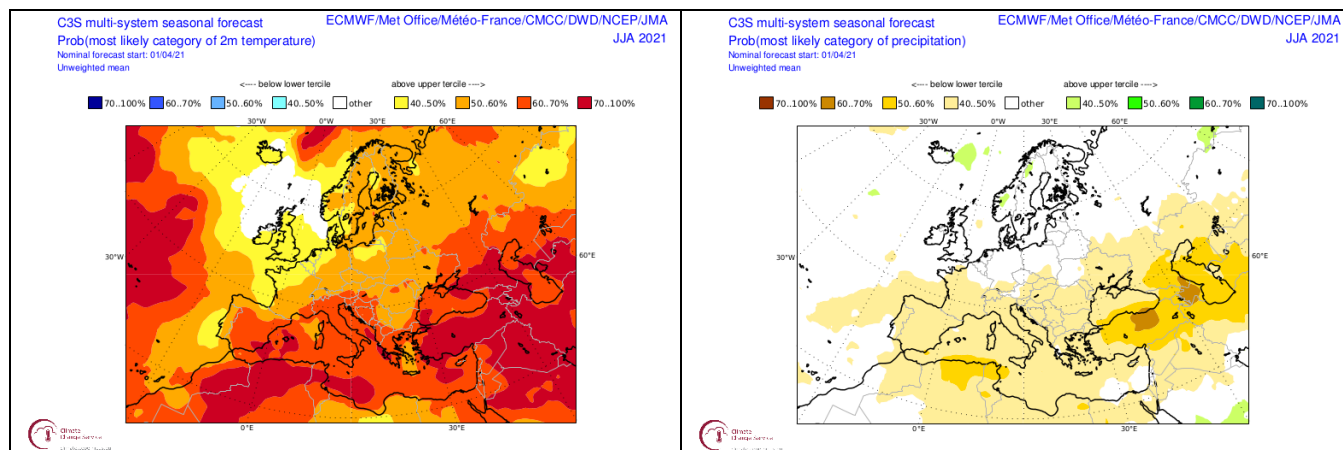 C3S multi-system seasonal forecast
ECMWF/Met Office/Météo-France/CMCC/DWD/NCEP/JMA
Prob(most likely category of 2m temperature)
JJA 2021
Nominal forecast start: 01/04/21
Unweighted mean
<---- below lower tercile
above upper tercile ---->
70..100%
60..70%
50..60%
40..50%
other
40..50%
50..60%
60..70%
70..100%
30°W
0°W
30°E
60°E
30°W
60°E
0°E
30°E
Climate
Change Service
C3S multi-system seasonal forecast
ECMWF/Met Office/Météo-France/CMCC/DWD/NCEP/JMA
Prob(most likely category of precipitation)
JJA 2021
Nominal forecast start: 01/04/21
Unweighted mean
<---- below lower tercile
above upper tercile ---->
70..100%
60..70%
50..60%
40..50%
other
40..50%
50..60%
60..70%
70..100%
30°W
0°W
30°E
60°E
30°W
60°E
0°E
30°E
Climate
Change Service